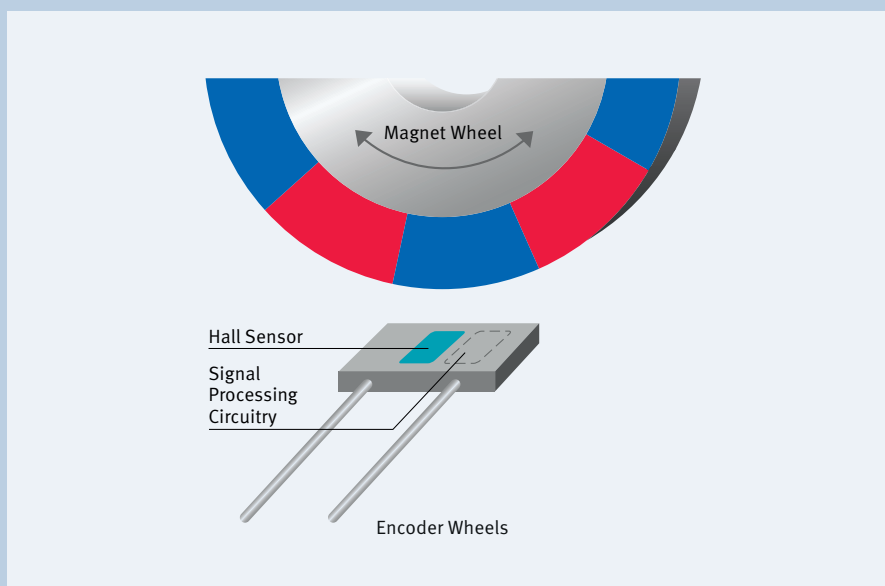 Magnet Wheel
Hall Sensor
Signal
Processing
Circuitry
Encoder Wheels